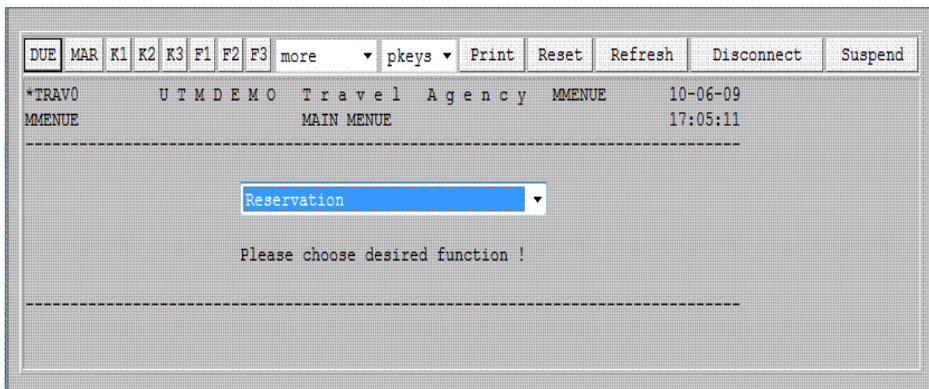 DUE MAR K1 K2 K3 F1 F2 F3 more pkeys Print Reset Refresh Disconnect Suspend
*TRAV0 U T M D E M O T r a v e l A g e n c y MMENUE 10-06-09
MMENUE MAIN MENUE 17:05:11
Reservation
Please choose desired function !